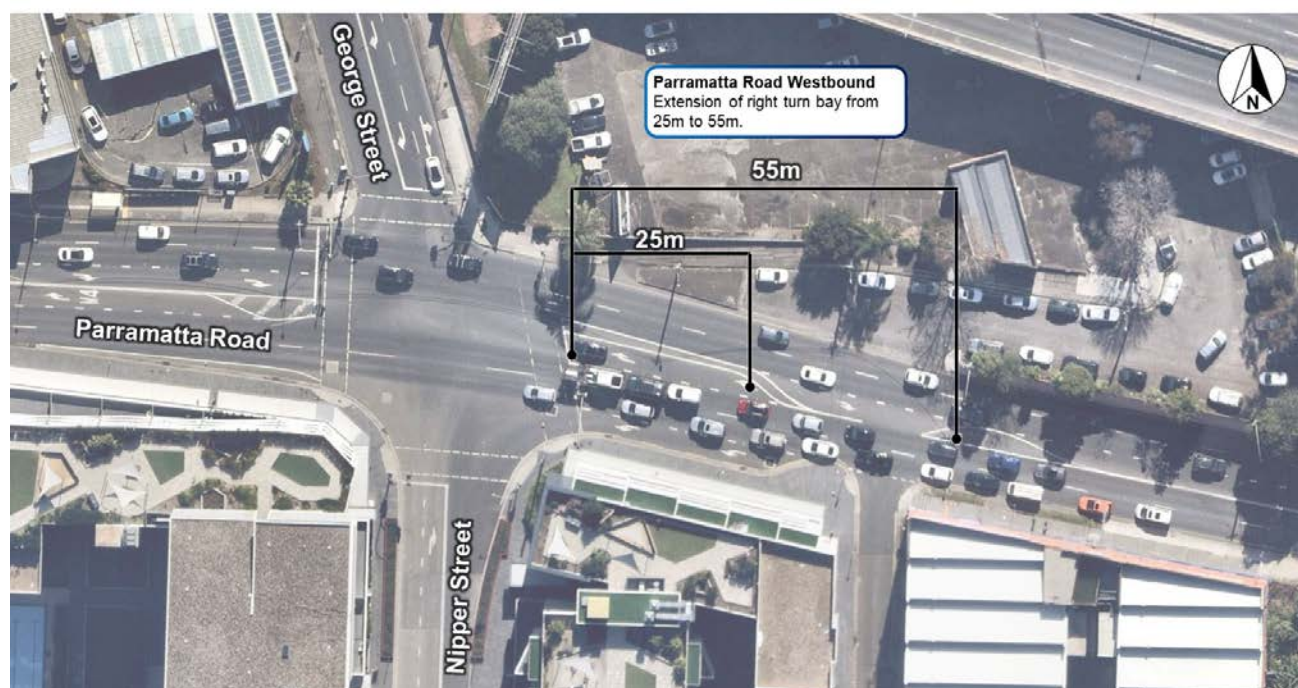 George Street
Parramatta Road Westbound
Extension of right turn bay from
25m to 55m.
N
55m
25m
Parramatta Road
Nipper Street